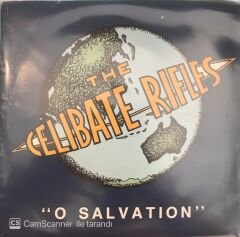 THE
CELIBATE RIFLES
"O SALVATION"
CS CamScanner ile tarandı